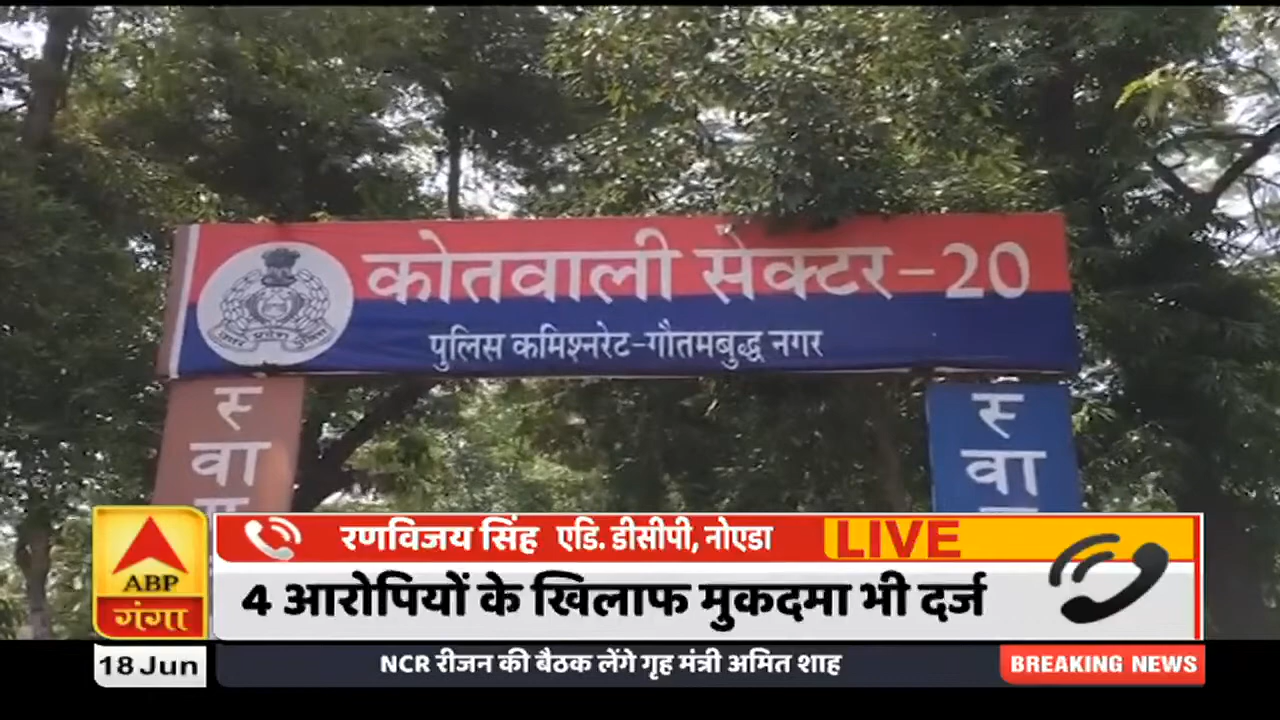 कोतवाली सेक्टर-20
पुलिस कमिश्नरेट-गौतमबुद्ध नगर
स्
वा
स्
वा
रणविजय सिंह एडि. डीसीपी, नोएडा
LIVE
ABP
गंगा
4 आरोपियों के खिलाफ मुकदमा भी दर्ज
18 Jun
NCR रीजन की बैठक लेंगे गृह मंत्री अमित शाह
BREAKING NEWS